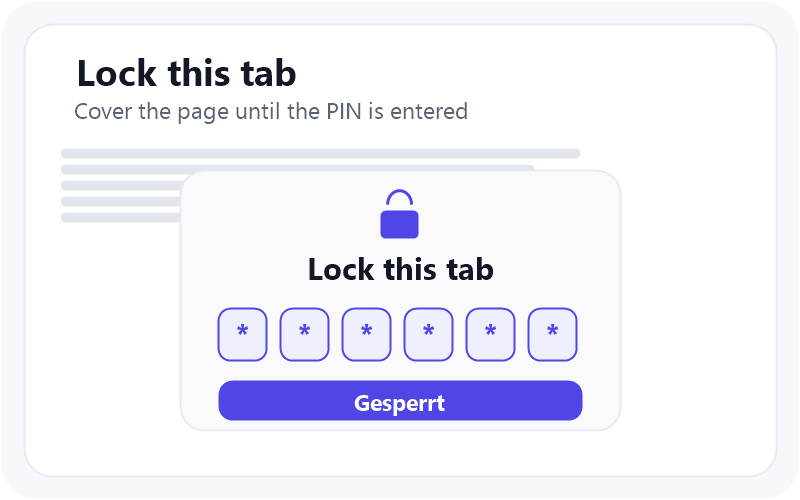 Lock this tab
Cover the page until the PIN is entered
Lock this tab
* * * * * *
Gesperrt